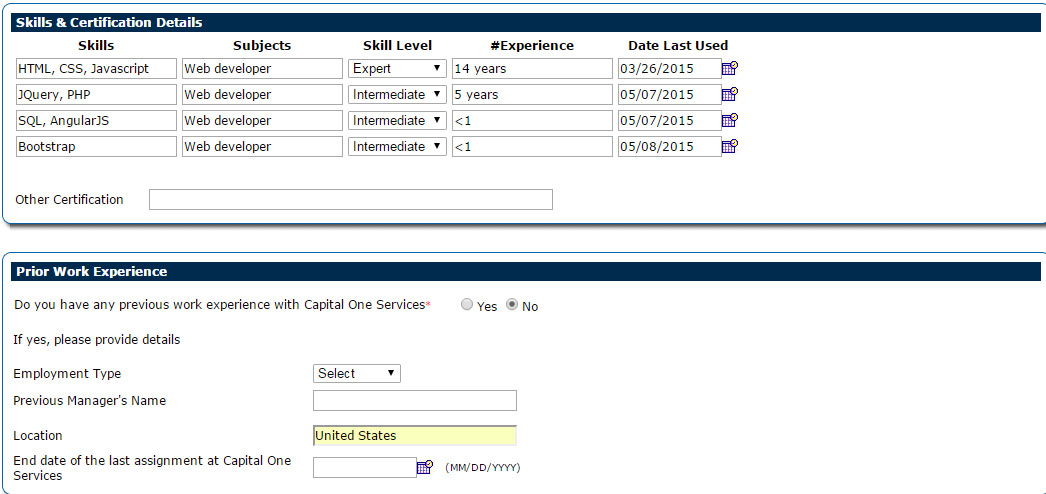 Skills & Certification Details
Skills Subjects Skill Level #Experience Date Last Used
HTML, CSS, Javascript Web developer Expert 14 years 03/26/2015
JQuery, PHP Web developer Intermediate 5 years 05/07/2015
SQL, AngularJS Web developer Intermediate <1 05/07/2015
Bootstrap Web developer Intermediate <1 05/08/2015
Other Certification
Prior Work Experience
Do you have any previous work experience with Capital One Services* Yes No
If yes, please provide details
Employment Type Select
Previous Manager's Name
Location United States
End date of the last assignment at Capital One
Services (MM/DD/YYYY)